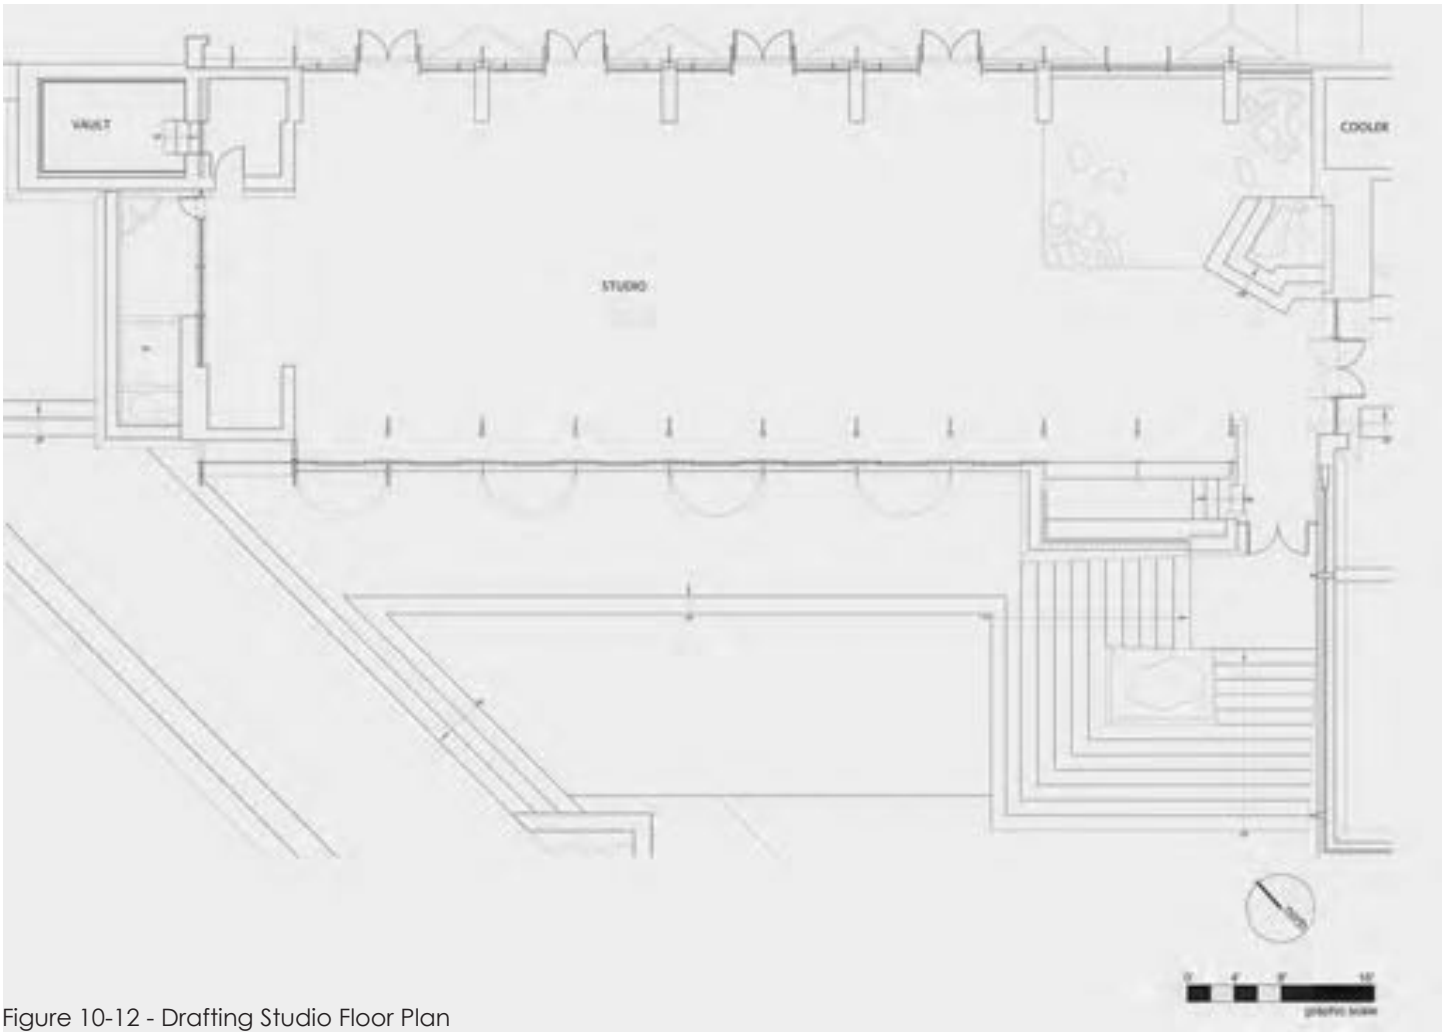 VAULT
COOLER
STUDIO
0' 4' 8' 16'
graphic scale
Figure 10-12 - Drafting Studio Floor Plan